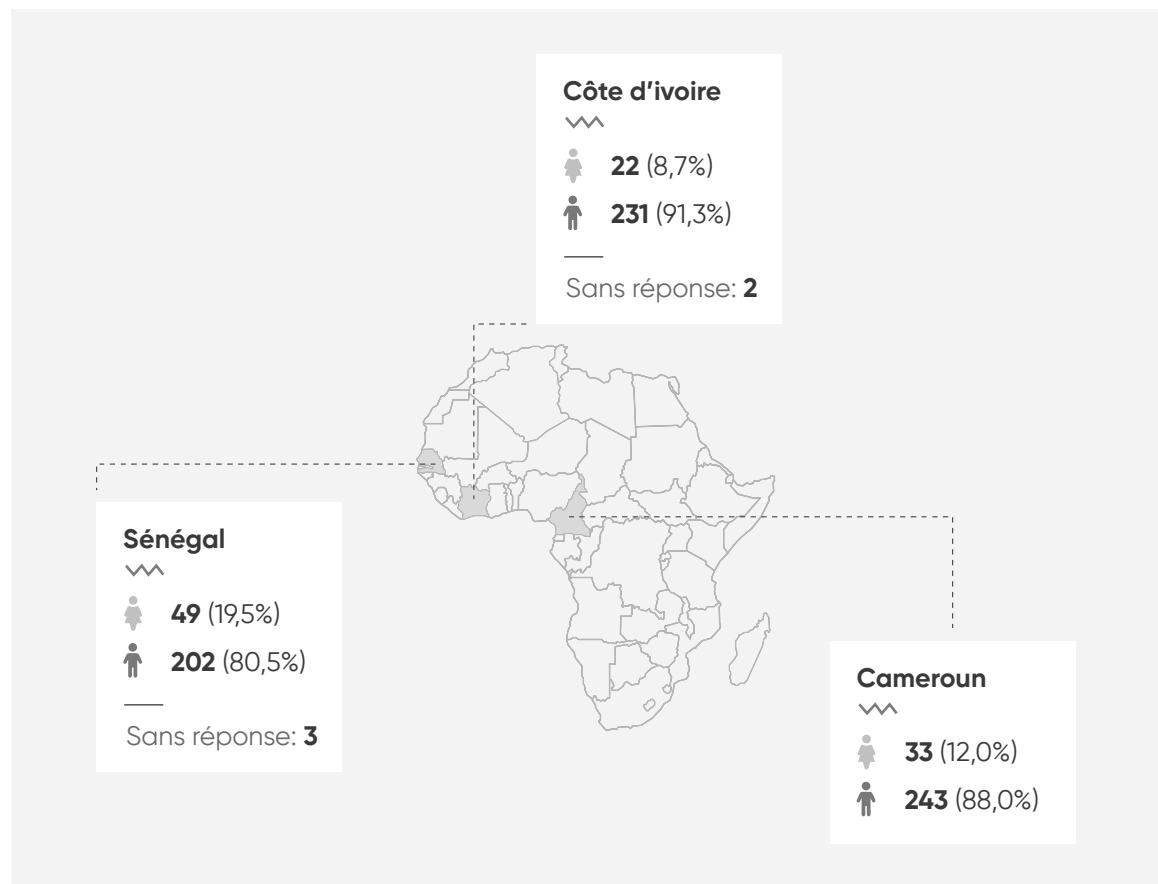 Côte d’ivoire
22 (8,7%)
231 (91,3%)
Sans réponse: 2
Sénégal
49 (19,5%)
202 (80,5%)
Sans réponse: 3
Cameroun
33 (12,0%)
243 (88,0%)